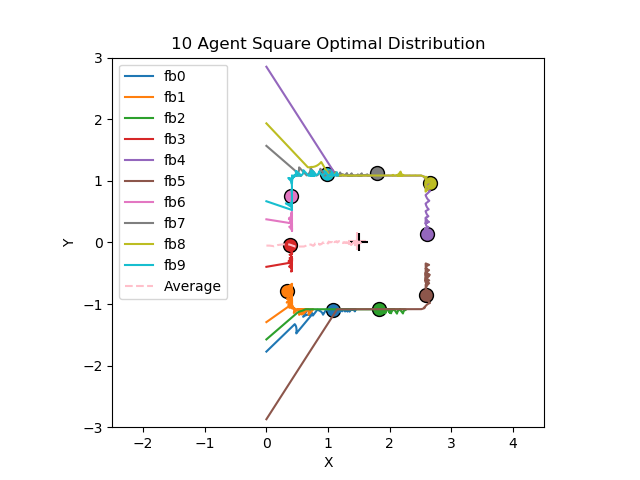 10 Agent Square Optimal Distribution
fb0
fb1
fb2
fb3
fb4
fb5
fb6
fb7
fb8
fb9
Average
Y
3
2
1
0
−1
−2
−3
−2
−1
0
1
2
3
4
X